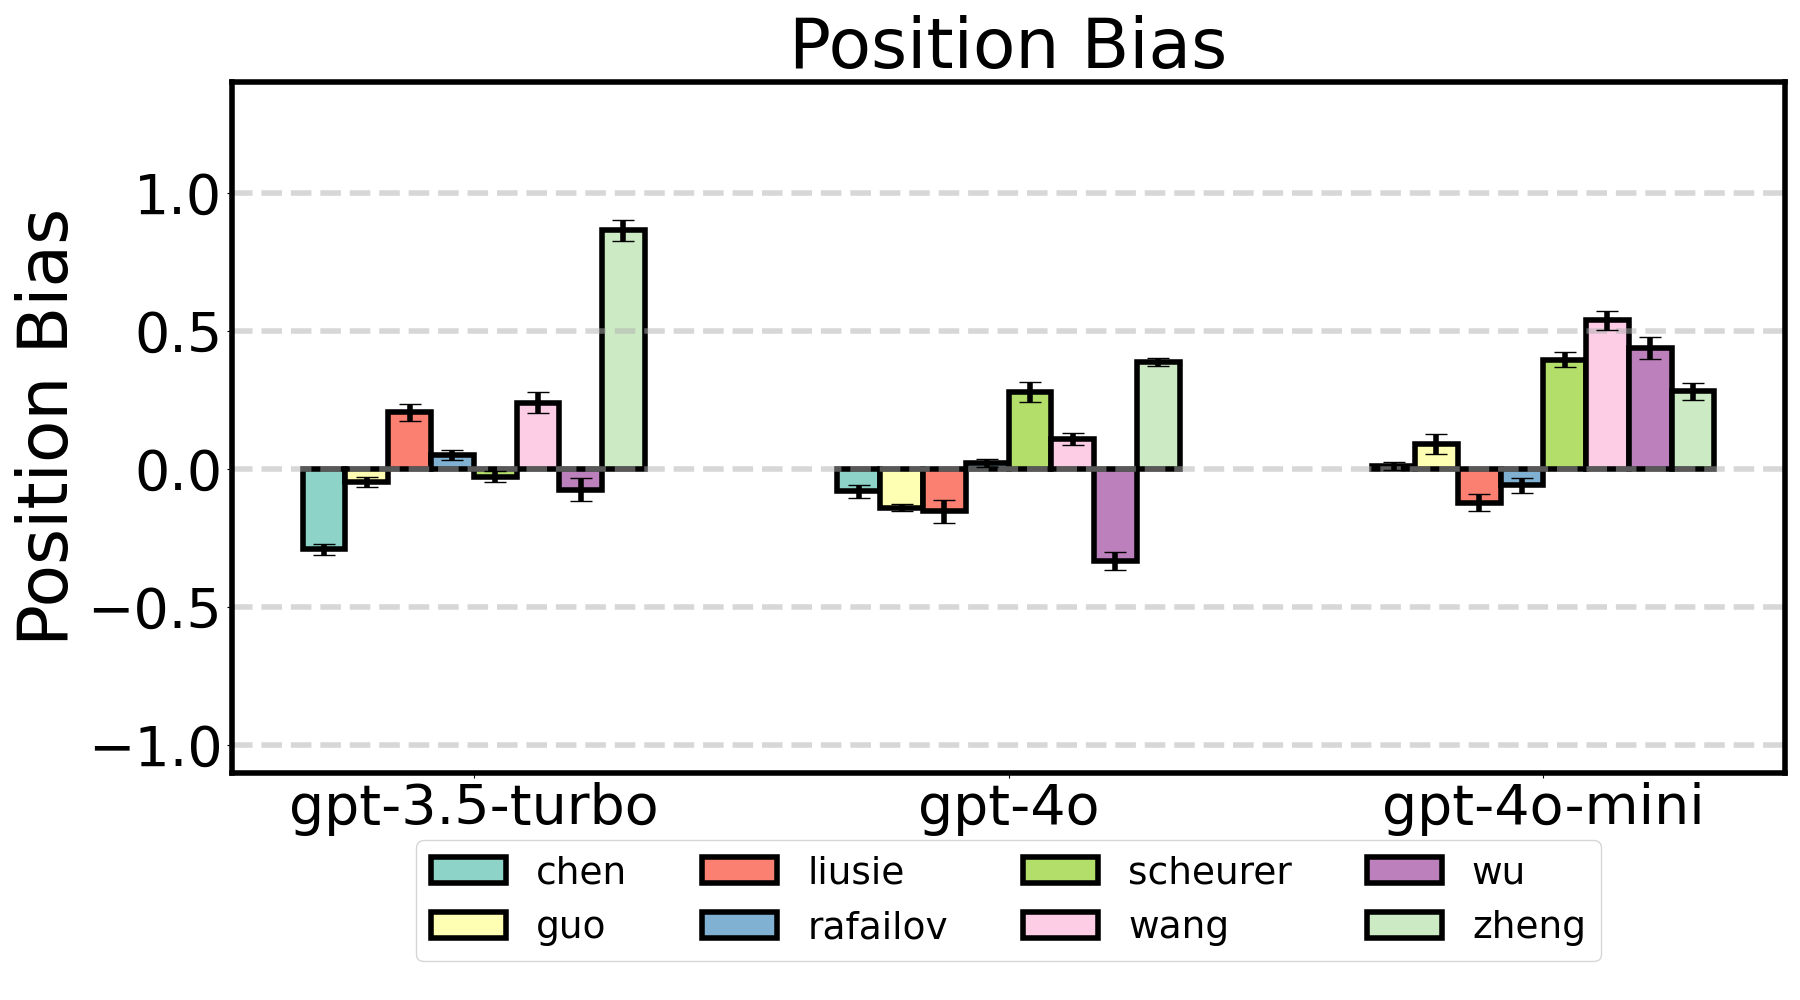 Position Bias
Position Bias
1.0
0.5
0.0
−0.5
−1.0
gpt-3.5-turbo gpt-4o gpt-4o-mini
chen liusie scheurer wu
guo rafailov wang zheng